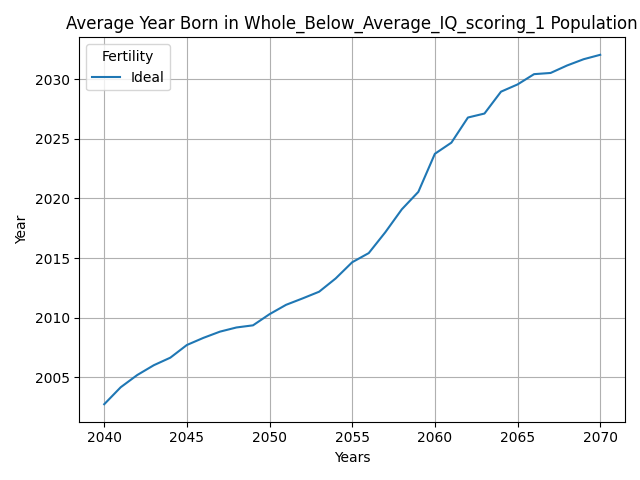 Average Year Born in Whole_Below_Average_IQ_scoring_1 Population
Fertility
Ideal
Year
2030
2025
2020
2015
2010
2005
2040 2045 2050 2055 2060 2065 2070
Years